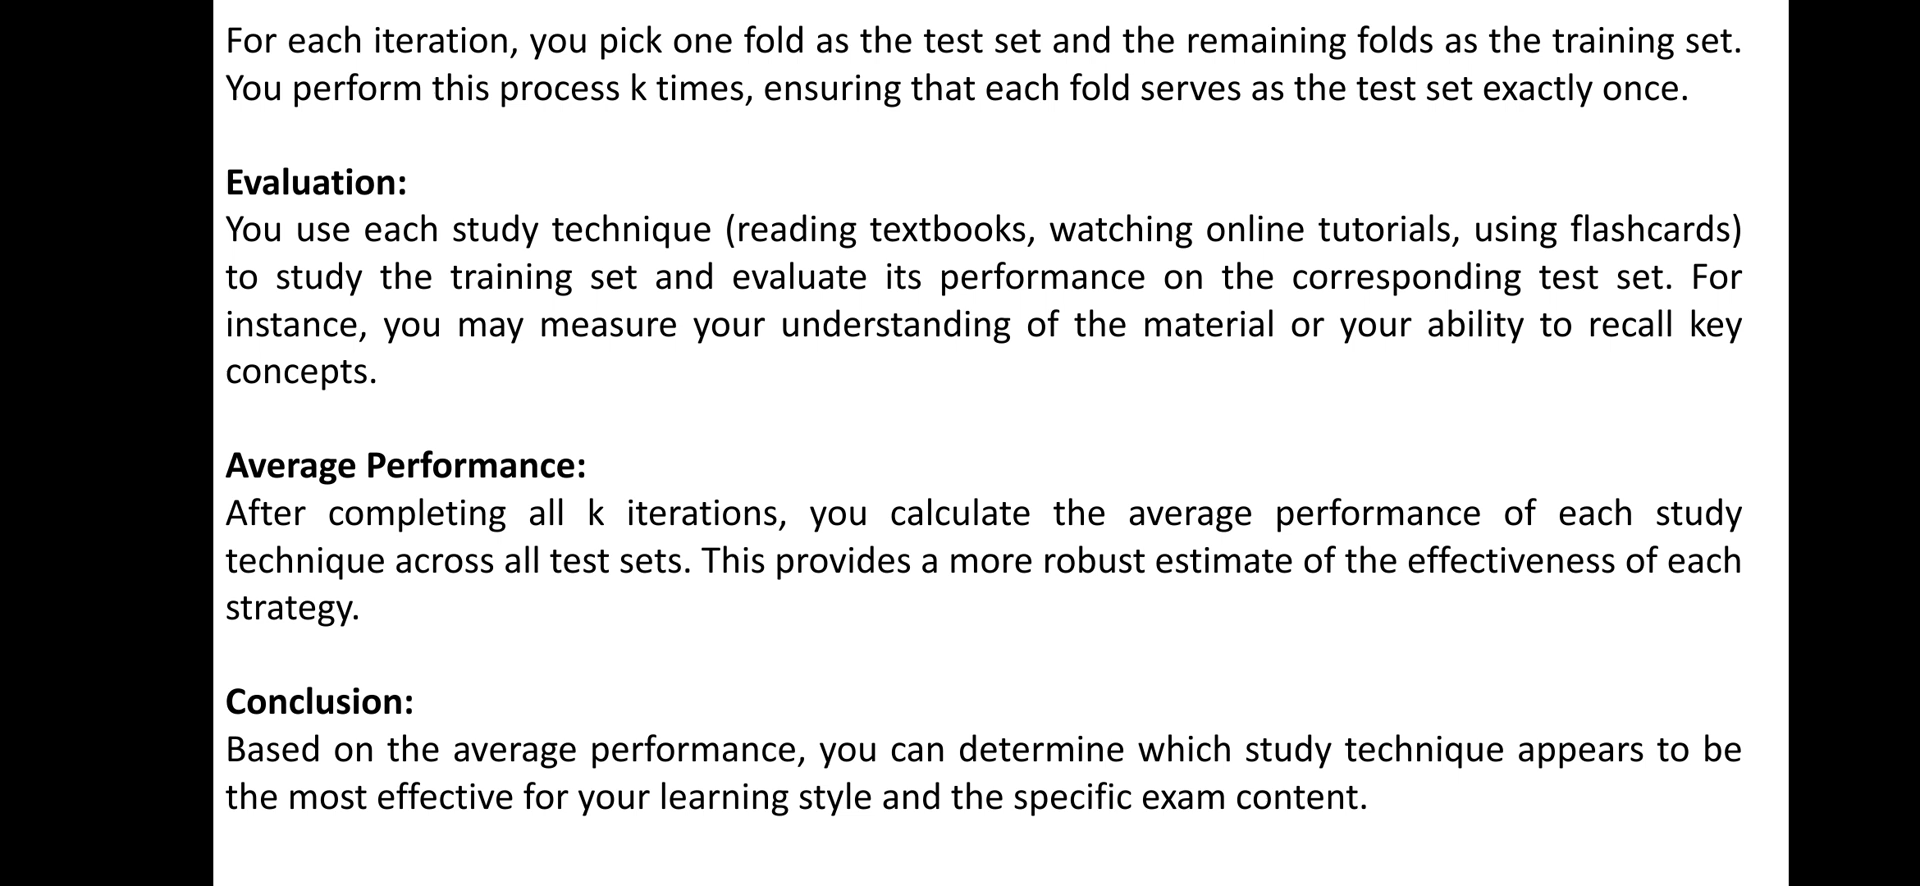 For each iteration, you pick one fold as the test set and the remaining folds as the training set.
You perform this process k times, ensuring that each fold serves as the test set exactly once.
Evaluation:
You use each study technique (reading textbooks, watching online tutorials, using flashcards)
to study the training set and evaluate its performance on the corresponding test set. For
instance, you may measure your understanding of the material or your ability to recall key
concepts.
Average Performance:
After completing all k iterations, you calculate the average performance of each study
technique across all test sets. This provides a more robust estimate of the effectiveness of each
strategy.
Conclusion:
Based on the average performance, you can determine which study technique appears to be
the most effective for your learning style and the specific exam content.